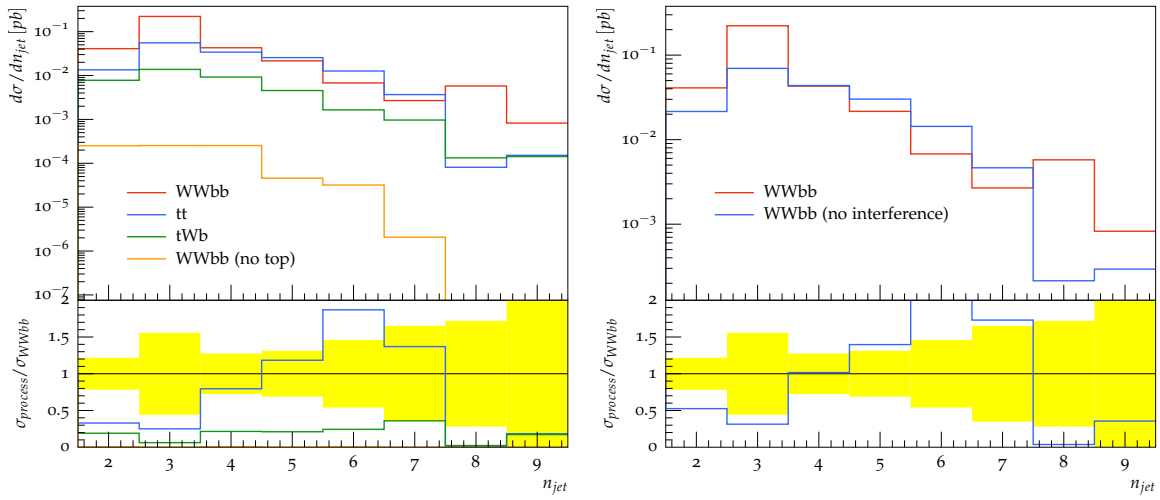 dσ/dn_jet [pb]
10⁻¹
10⁻²
10⁻³
10⁻⁴
10⁻⁵
10⁻⁶
10⁻⁷
WWbb
tt
tWb
WWbb (no top)
σ_process/σ_WWbb
2
1.5
1
0.5
0
2 3 4 5 6 7 8 9
n_jet
dσ/dn_jet [pb]
10⁻¹
10⁻²
10⁻³
WWbb
WWbb (no interference)
σ_process/σ_WWbb
2
1.5
1
0.5
0
2 3 4 5 6 7 8 9
n_jet